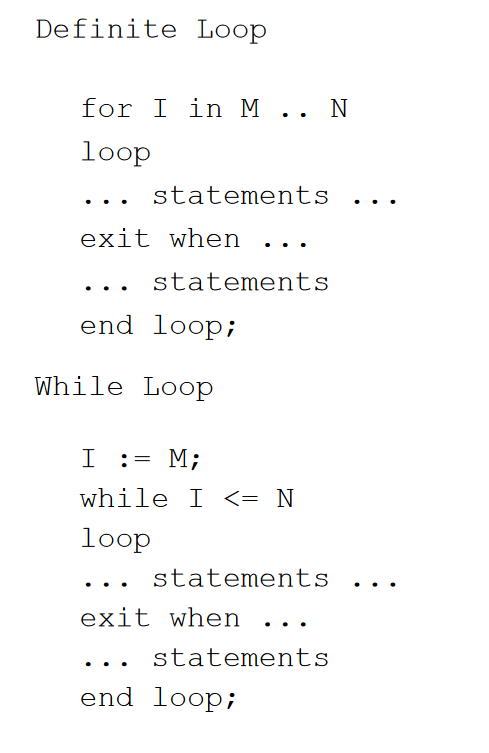 Definite Loop
for I in M .. N
loop
... statements ...
exit when ...
... statements
end loop;
While Loop
I := M;
while I <= N
loop
... statements ...
exit when ...
... statements
end loop;